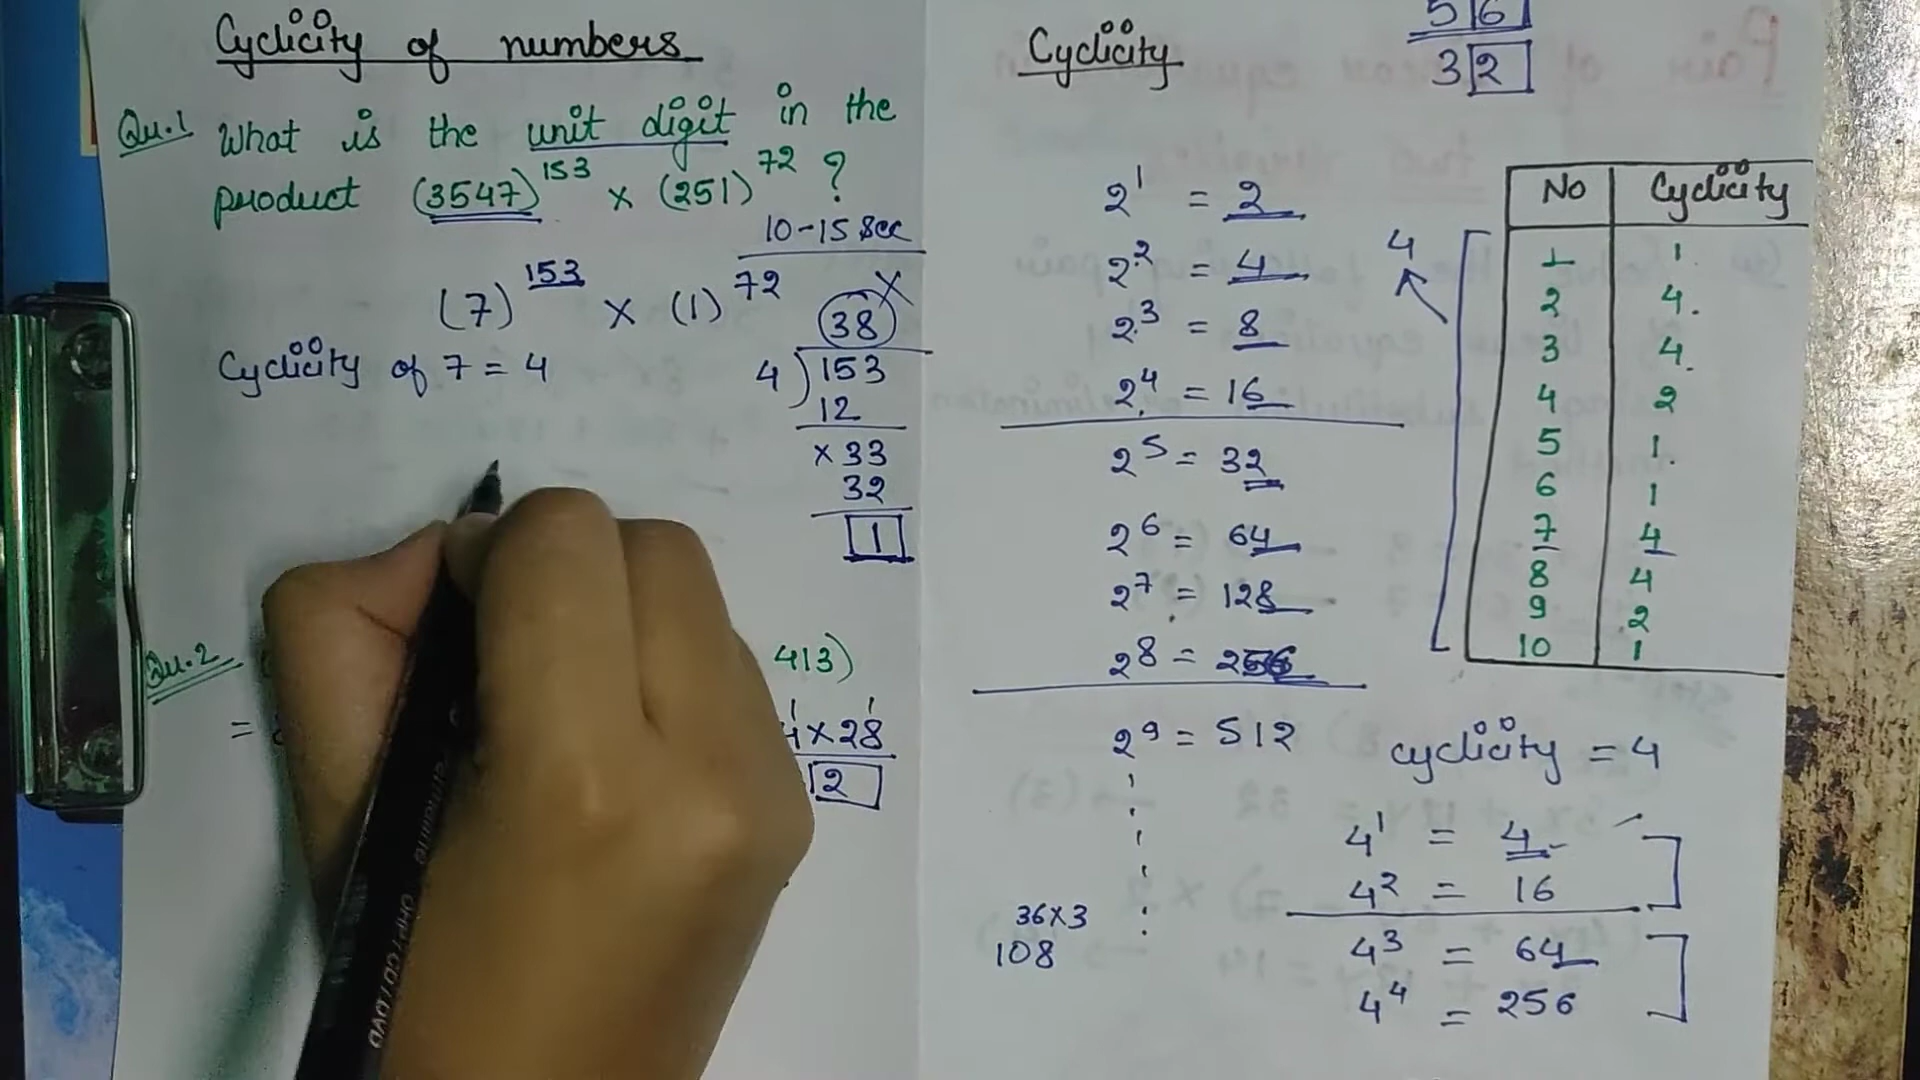 Cyclicity of numbers
Qu.1 What is the unit digit in the
product (3547)^153 × (251)^72 ?
10-15 Sec
(7)^153 × (1)^72
Cyclicity of 7 = 4
38 ×
4)153
12
×33
32
1
Qu.2
413)
=
×28
2
Cyclicity
56
32
2^1 = 2
2^2 = 4
2^3 = 8
2^4 = 16
2^5 = 32
2^6 = 64
2^7 = 128
2^8 = 256
2^9 = 512
36×3
108
4
No Cyclicity
1 1.
2 4.
3 4.
4 2
5 1.
6 1
7 4
8 4
9 2
10 1
cyclicity = 4
4^1 = 4
4^2 = 16
4^3 = 64
4^4 = 256
OHP/CD/DVD